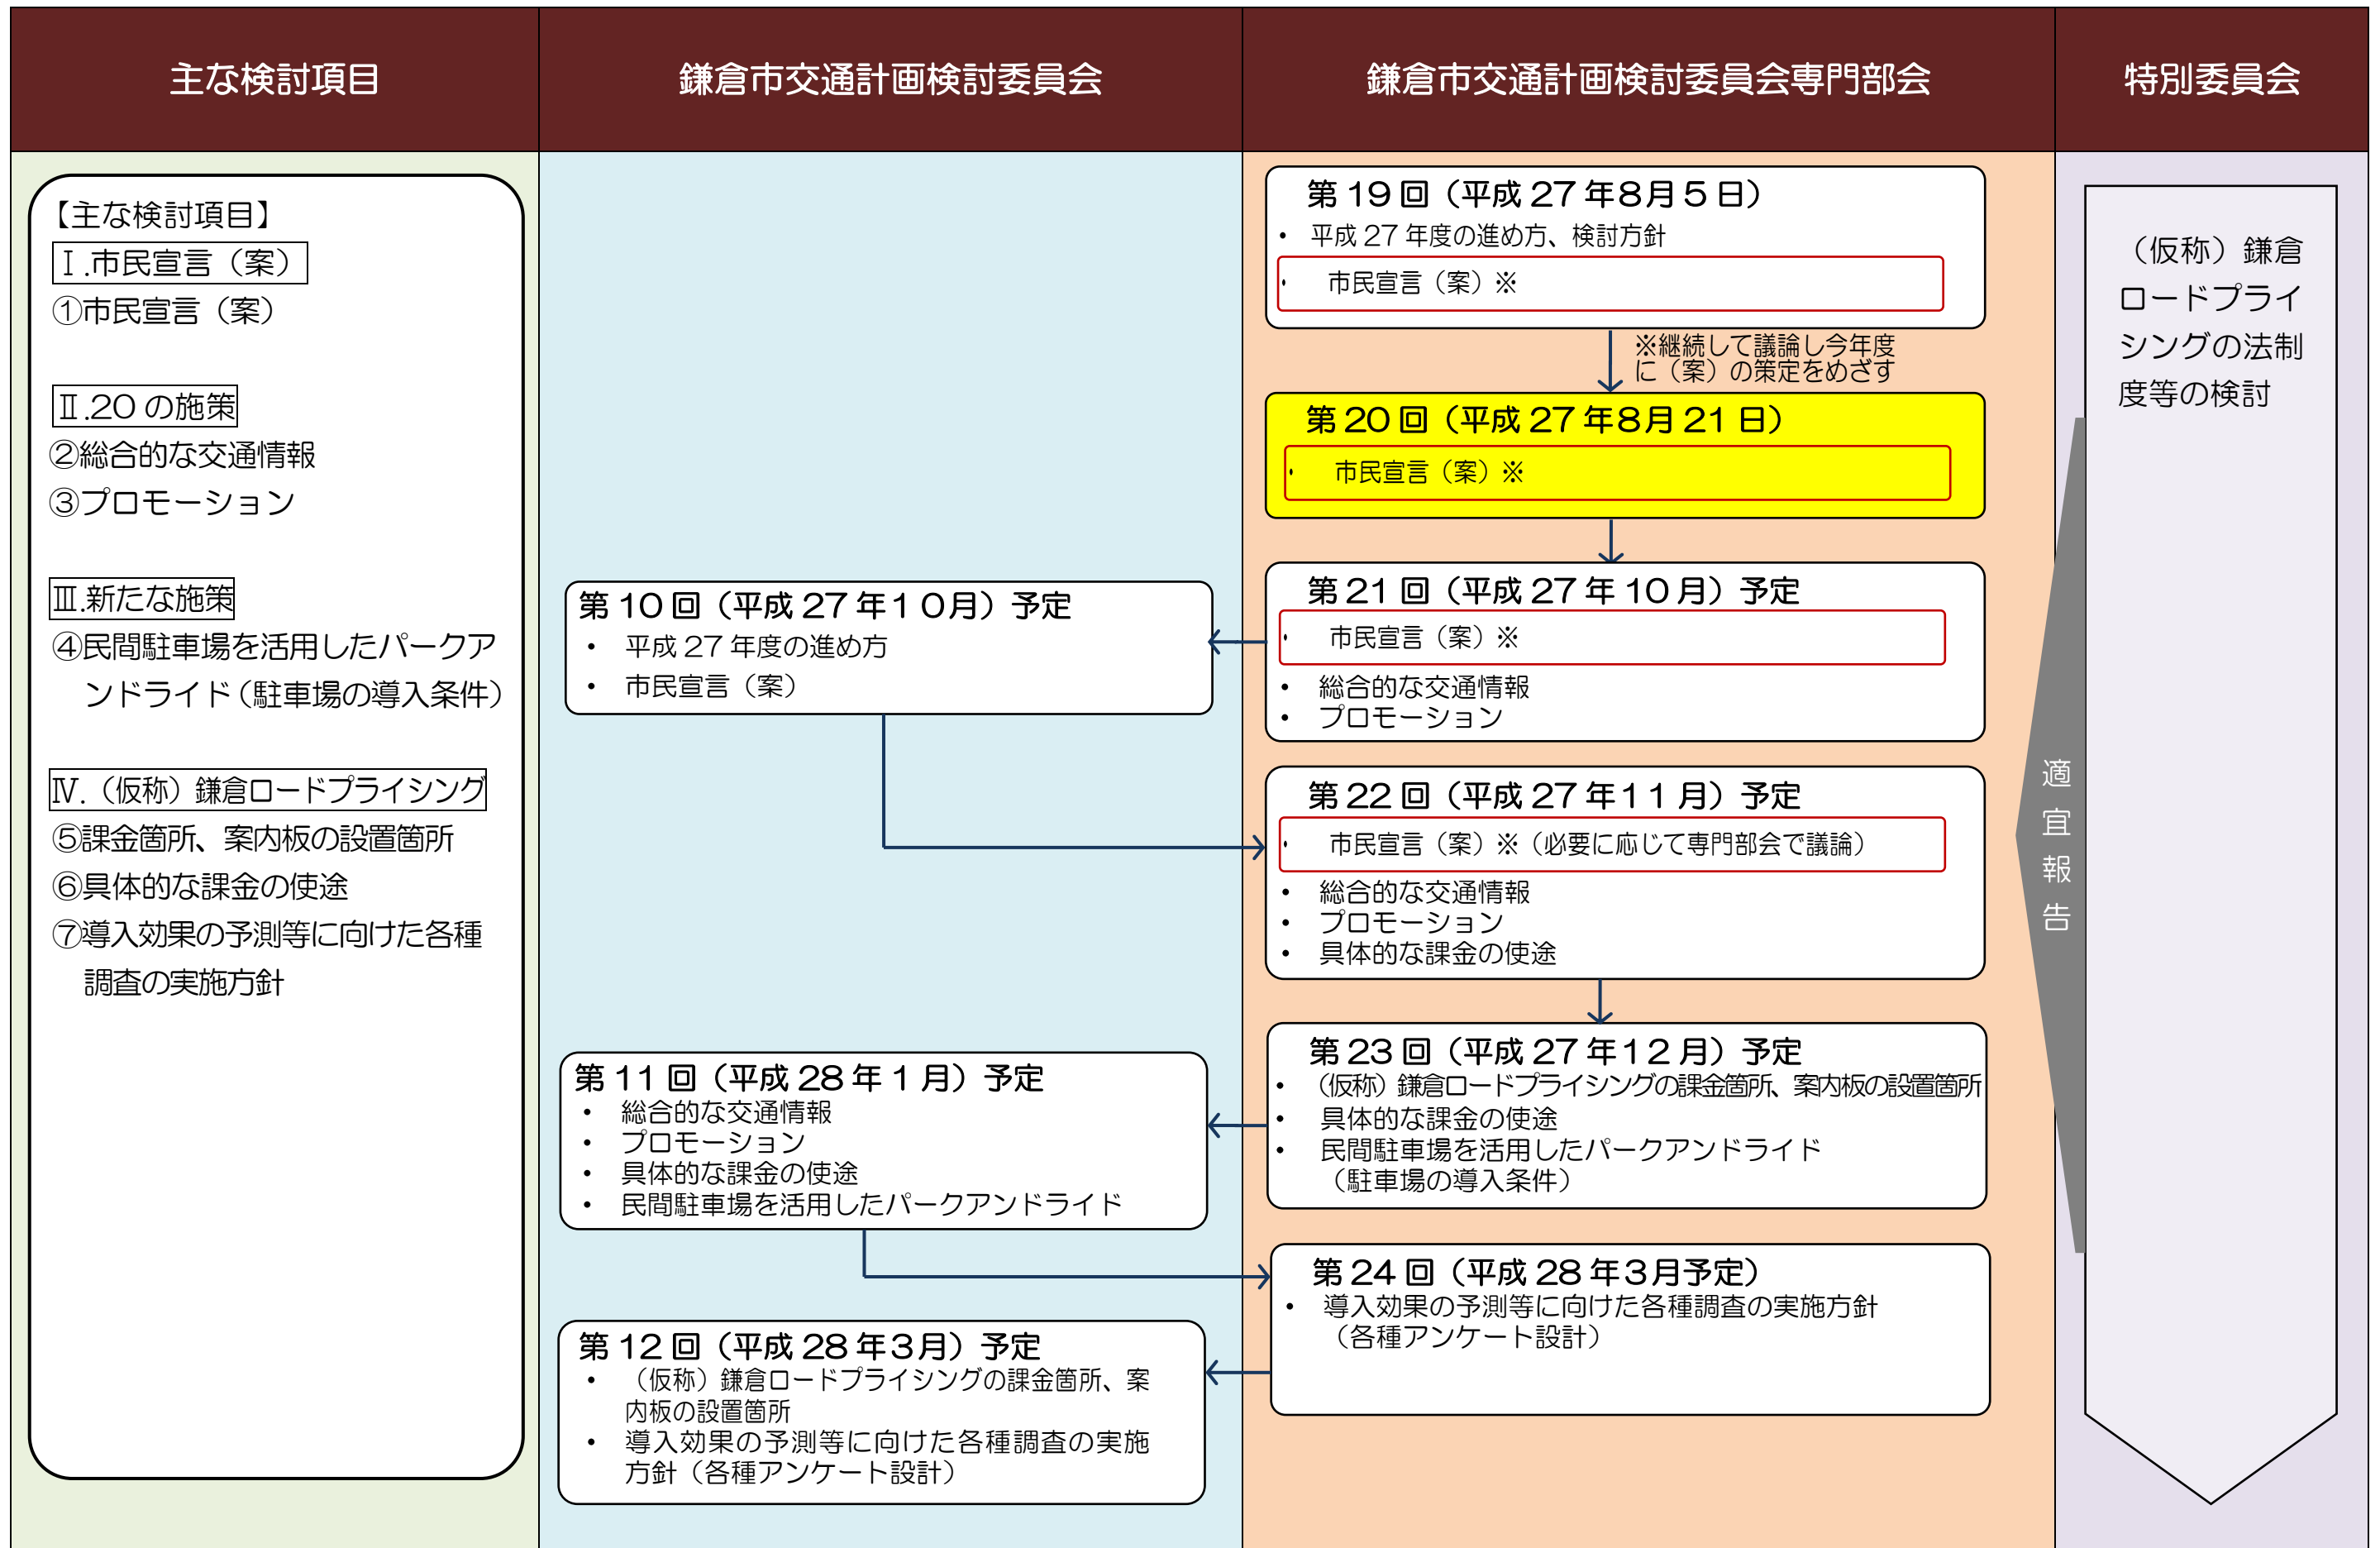 主な検討項目
鎌倉市交通計画検討委員会
鎌倉市交通計画検討委員会専門部会
特別委員会
【主な検討項目】
Ⅰ.市民宣言（案）
①市民宣言（案）
Ⅱ.20の施策
②総合的な交通情報
③プロモーション
Ⅲ.新たな施策
④民間駐車場を活用したパークア
ンドライド（駐車場の導入条件）
Ⅳ.（仮称）鎌倉ロードプライシング
⑤課金箇所、案内板の設置箇所
⑥具体的な課金の使途
⑦導入効果の予測等に向けた各種
調査の実施方針
第10回（平成27年１０月）予定
・ 平成27年度の進め方
・ 市民宣言（案）
第11回（平成28年1月）予定
・ 総合的な交通情報
・ プロモーション
・ 具体的な課金の使途
・ 民間駐車場を活用したパークアンドライド
第12回（平成28年３月）予定
・ （仮称）鎌倉ロードプライシングの課金箇所、案
内板の設置箇所
・ 導入効果の予測等に向けた各種調査の実施
方針（各種アンケート設計）
第19回（平成27年８月５日）
・ 平成27年度の進め方、検討方針
・ 市民宣言（案）※
※継続して議論し今年度
に（案）の策定をめざす
第20回（平成27年８月21日）
・ 市民宣言（案）※
第21回（平成27年10月）予定
・ 市民宣言（案）※
・ 総合的な交通情報
・ プロモーション
第22回（平成27年１１月）予定
・ 市民宣言（案）※（必要に応じて専門部会で議論）
・ 総合的な交通情報
・ プロモーション
・ 具体的な課金の使途
第23回（平成27年１２月）予定
・ （仮称）鎌倉ロードプライシングの課金箇所、案内板の設置箇所
・ 具体的な課金の使途
・ 民間駐車場を活用したパークアンドライド
（駐車場の導入条件）
第24回（平成28年３月予定）
・ 導入効果の予測等に向けた各種調査の実施方針
（各種アンケート設計）
適宜報告
（仮称）鎌倉
ロードプライ
シングの法制
度等の検討